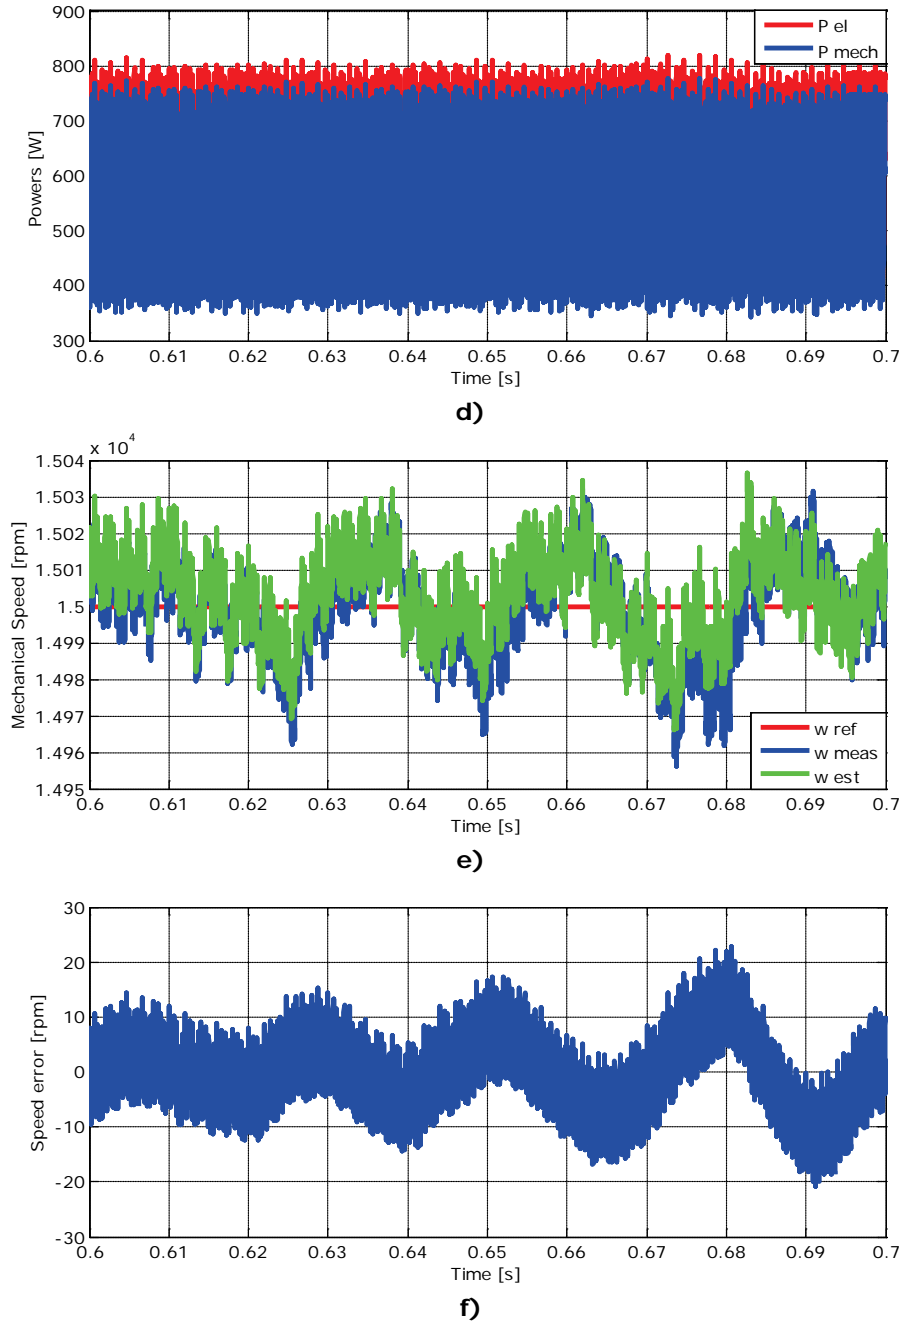 900
800
700
600
500
400
300
Powers [W]
P el
P mech
0.6 0.61 0.62 0.63 0.64 0.65 0.66 0.67 0.68 0.69 0.7
Time [s]
d)
x 10^4
1.504
1.503
1.502
1.501
1.5
1.499
1.498
1.497
1.496
1.495
Mechanical Speed [rpm]
w ref
w meas
w est
0.6 0.61 0.62 0.63 0.64 0.65 0.66 0.67 0.68 0.69 0.7
Time [s]
e)
30
20
10
0
-10
-20
-30
Speed error [rpm]
0.6 0.61 0.62 0.63 0.64 0.65 0.66 0.67 0.68 0.69 0.7
Time [s]
f)